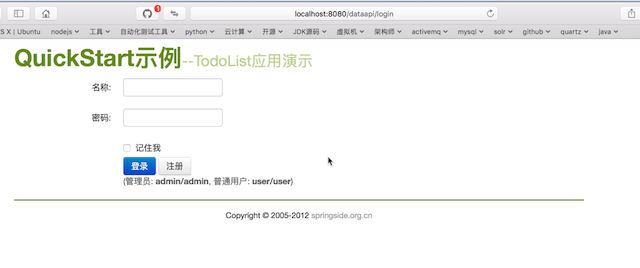 1
localhost:8080/dataapi/login
S X | Ubuntu nodejs 工具 自动化测试工具 python 云计算 开源 JDK源码 虚拟机 架构师 activemq mysql solr github quartz java
QuickStart示例--TodoList应用演示
名称:
密码:
记住我
登录 注册
(管理员: admin/admin, 普通用户: user/user)
Copyright © 2005-2012 springside.org.cn